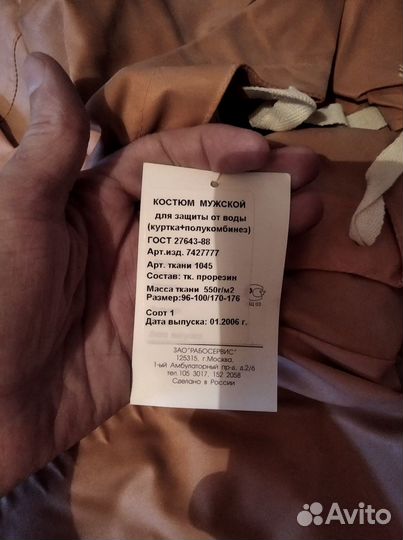 КОСТЮМ МУЖСКОЙ
для защиты от воды
(куртка+полукомбинез)
ГОСТ 27643-88
Арт.изд. 7427777
Арт. ткани 1045
Состав: тк. прорезин
Масса ткани 550г/м2
Размер:96-100/170-176
Сорт 1
Дата выпуска: 01.2006 г.
ЗАО"РАБОСЕРВИС"
125315, г.Москва,
1-ый Амбулаторный пр-д, д.2/6
тел.105 3017, 152 2058
Сделано в России
Avito